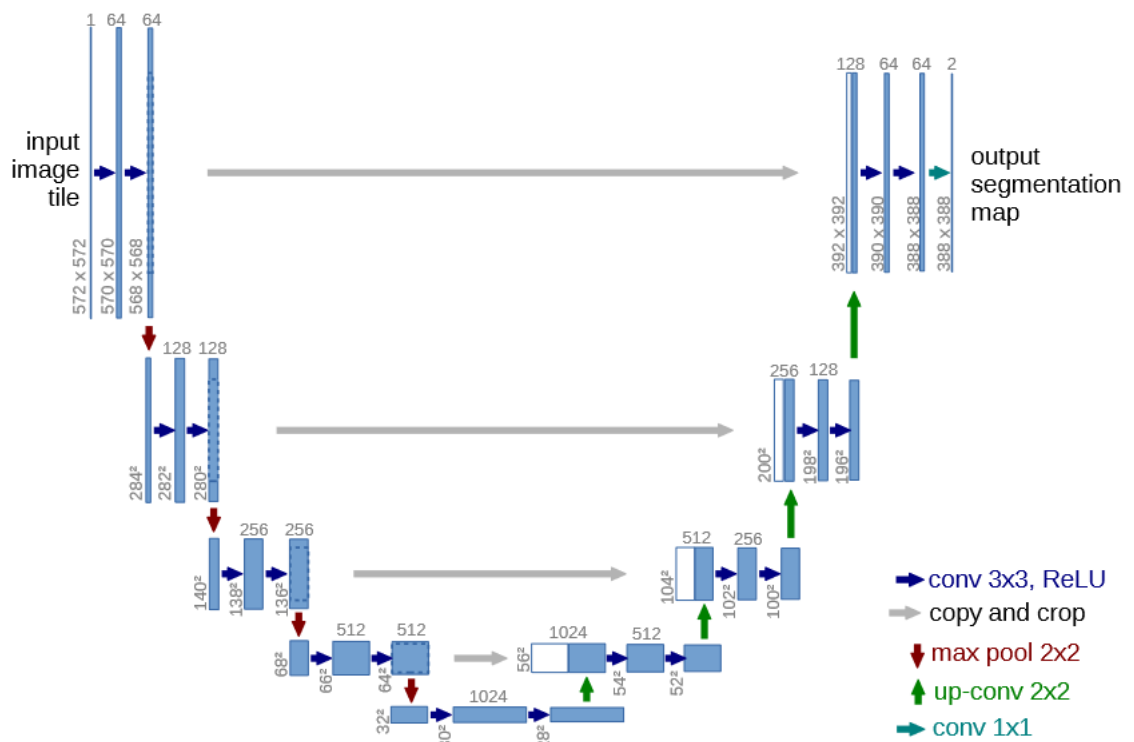 1 64 64
128 64 64 2
input
image
tile
output
segmentation
map
572 x 572
570 x 570
568 x 568
392 x 392
390 x 390
388 x 388
388 x 388
128 128
256 128
284²
282²
280²
200²
198²
196²
256 256
512 256
140²
138²
136²
104²
102²
100²
conv 3x3, ReLU
copy and crop
max pool 2x2
up-conv 2x2
conv 1x1
512 512
1024 512
68²
66²
64²
56²
54²
52²
1024
32²